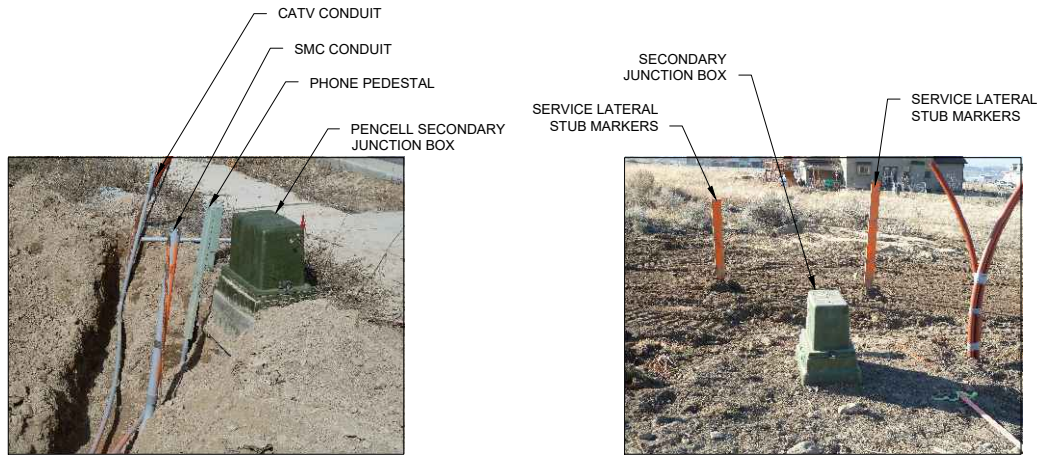 CATV CONDUIT
SMC CONDUIT
PHONE PEDESTAL
PENCELL SECONDARY
JUNCTION BOX
SECONDARY
JUNCTION BOX
SERVICE LATERAL
STUB MARKERS
SERVICE LATERAL
STUB MARKERS